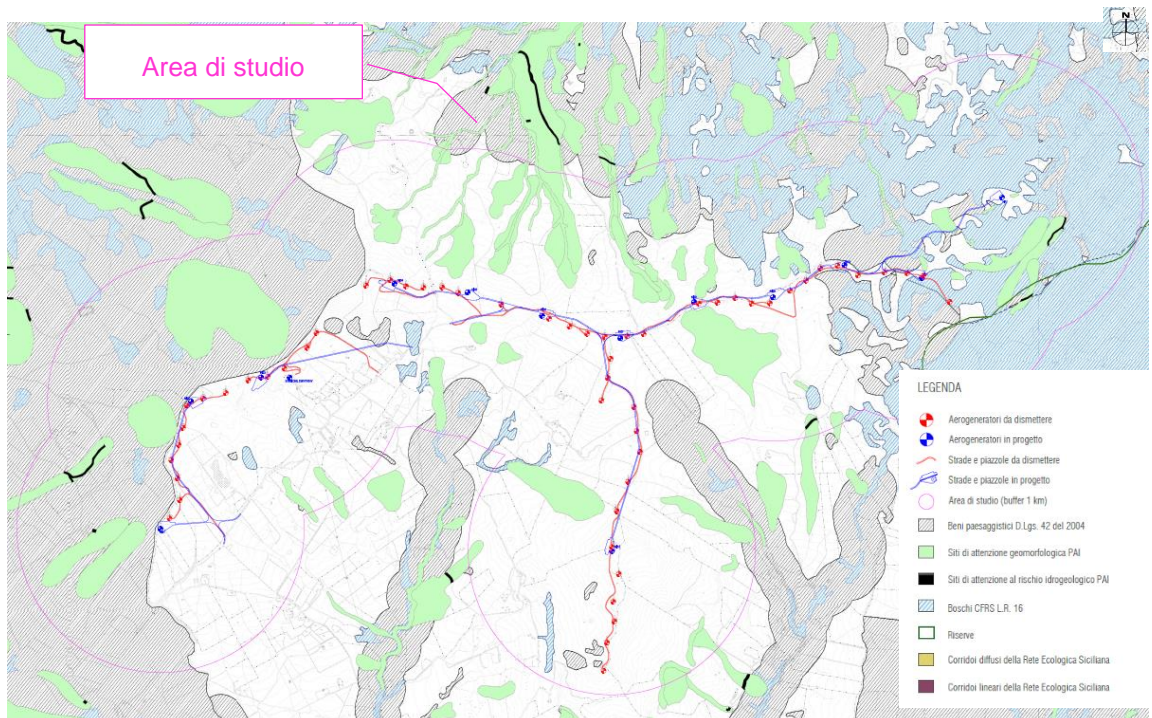 N
Area di studio
LEGENDA
Aerogeneratori da dismettere
Aerogeneratori in progetto
Strade e piazzole da dismettere
Strade e piazzole in progetto
Area di studio (buffer 1 km)
Beni paesaggistici D.Lgs. 42 del 2004
Siti di attenzione geomorfologica PAI
Siti di attenzione al rischio idrogeologico PAI
Boschi CFRS L.R. 16
Riserve
Corridoi diffusi della Rete Ecologica Siciliana
Corridoi lineari della Rete Ecologica Siciliana